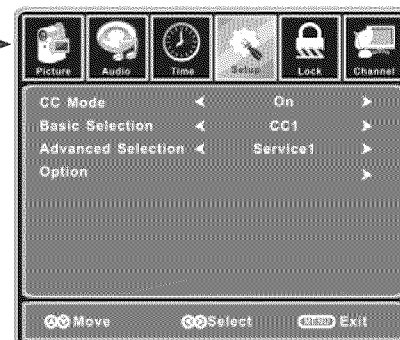 Picture Audio Time Setup Lock Channel
CC Mode On
Basic Selection CC1
Advanced Selection Service1
Option
Move Select MENU Exit